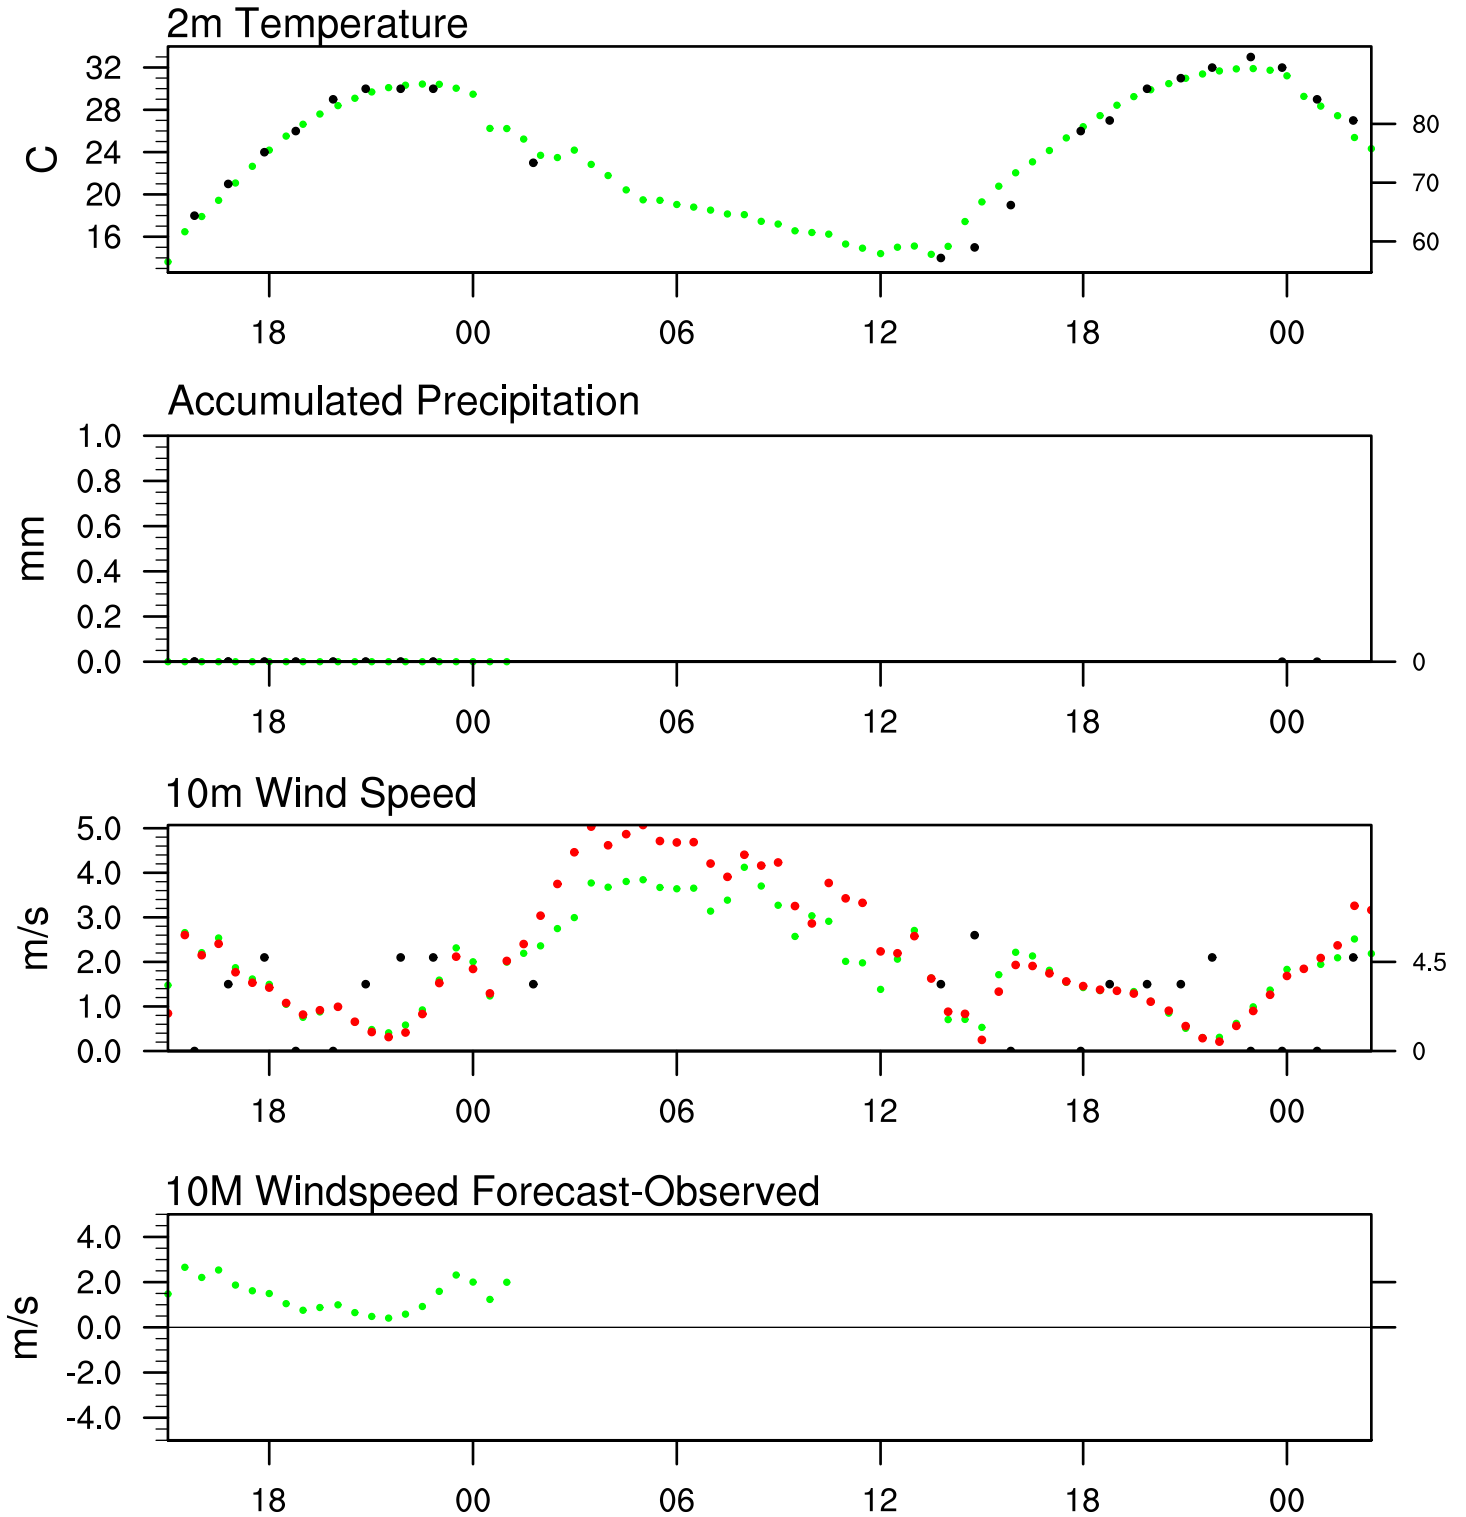 2m Temperature
32
28
24
20
16
C
80
70
60
18 00 06 12 18 00
Accumulated Precipitation
1.0
0.8
0.6
0.4
0.2
0.0
mm
0
18 00 06 12 18 00
10m Wind Speed
5.0
4.0
3.0
2.0
1.0
0.0
m/s
4.5
0
18 00 06 12 18 00
10M Windspeed Forecast-Observed
4.0
2.0
0.0
-2.0
-4.0
m/s
18 00 06 12 18 00